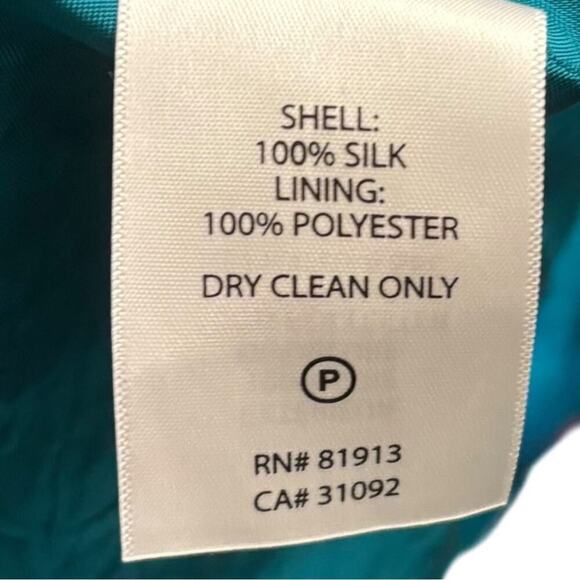 SHELL:
100% SILK
LINING:
100% POLYESTER
DRY CLEAN ONLY
P
RN# 81913
CA# 31092